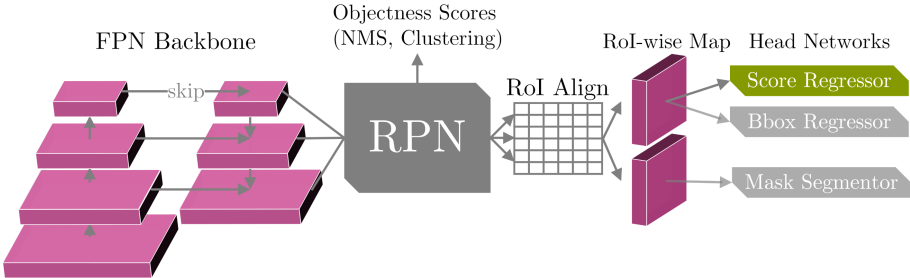 Objectness Scores
(NMS, Clustering)
FPN Backbone
RoI-wise Map
Head Networks
skip
RoI Align
Score Regressor
RPN
Bbox Regressor
Mask Segmentor